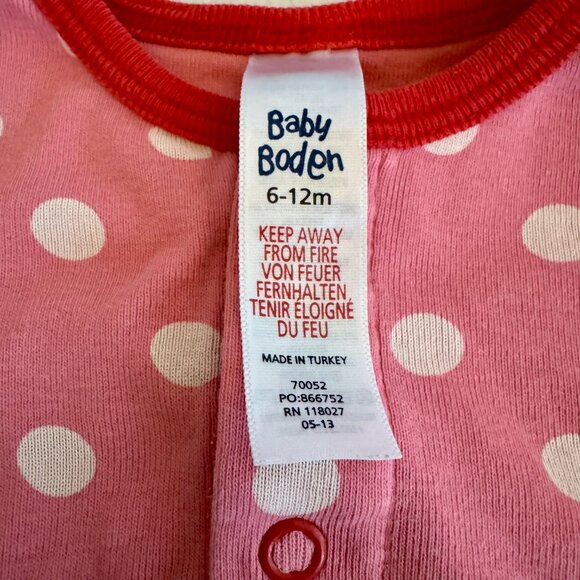 Baby
Boden
6-12m
KEEP AWAY
FROM FIRE
VON FEUER
FERNHALTEN
TENIR ÉLOIGNÉ
DU FEU
MADE IN TURKEY
70052
PO:866752
RN 118027
05-13